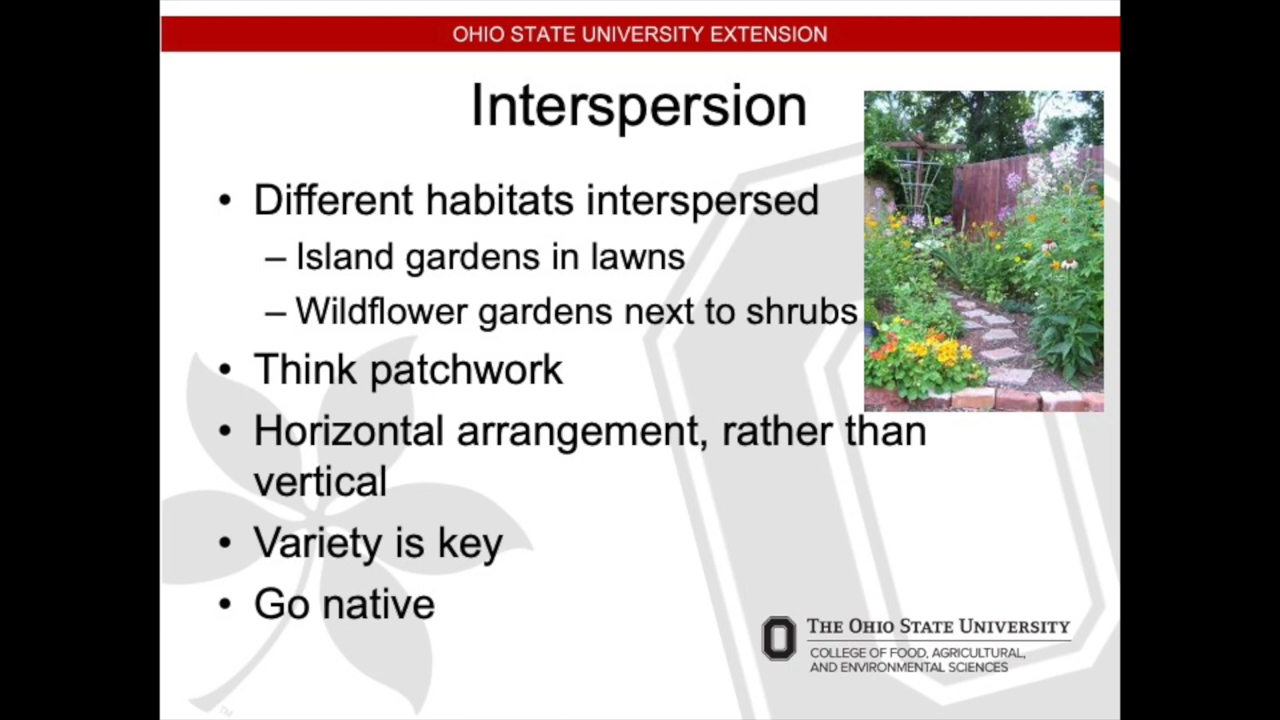 OHIO STATE UNIVERSITY EXTENSION
Interspersion
• Different habitats interspersed
– Island gardens in lawns
– Wildflower gardens next to shrubs
• Think patchwork
• Horizontal arrangement, rather than
vertical
• Variety is key
• Go native
THE OHIO STATE UNIVERSITY
COLLEGE OF FOOD, AGRICULTURAL,
AND ENVIRONMENTAL SCIENCES
TM